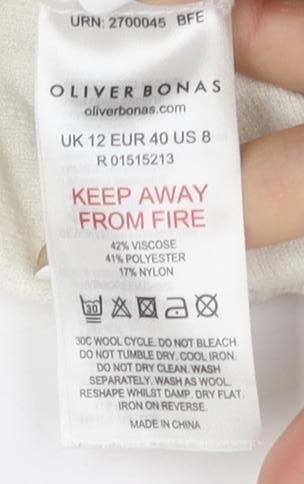 URN: 2700045 BFE
OLIVER BONAS
oliverbonas.com
UK 12 EUR 40 US 8
R 01515213
KEEP AWAY
FROM FIRE
42% VISCOSE
41% POLYESTER
17% NYLON
30
30C WOOL CYCLE. DO NOT BLEACH.
DO NOT TUMBLE DRY. COOL IRON.
DO NOT DRY CLEAN. WASH
SEPARATELY. WASH AS WOOL.
RESHAPE WHILST DAMP. DRY FLAT.
IRON ON REVERSE.
MADE IN CHINA